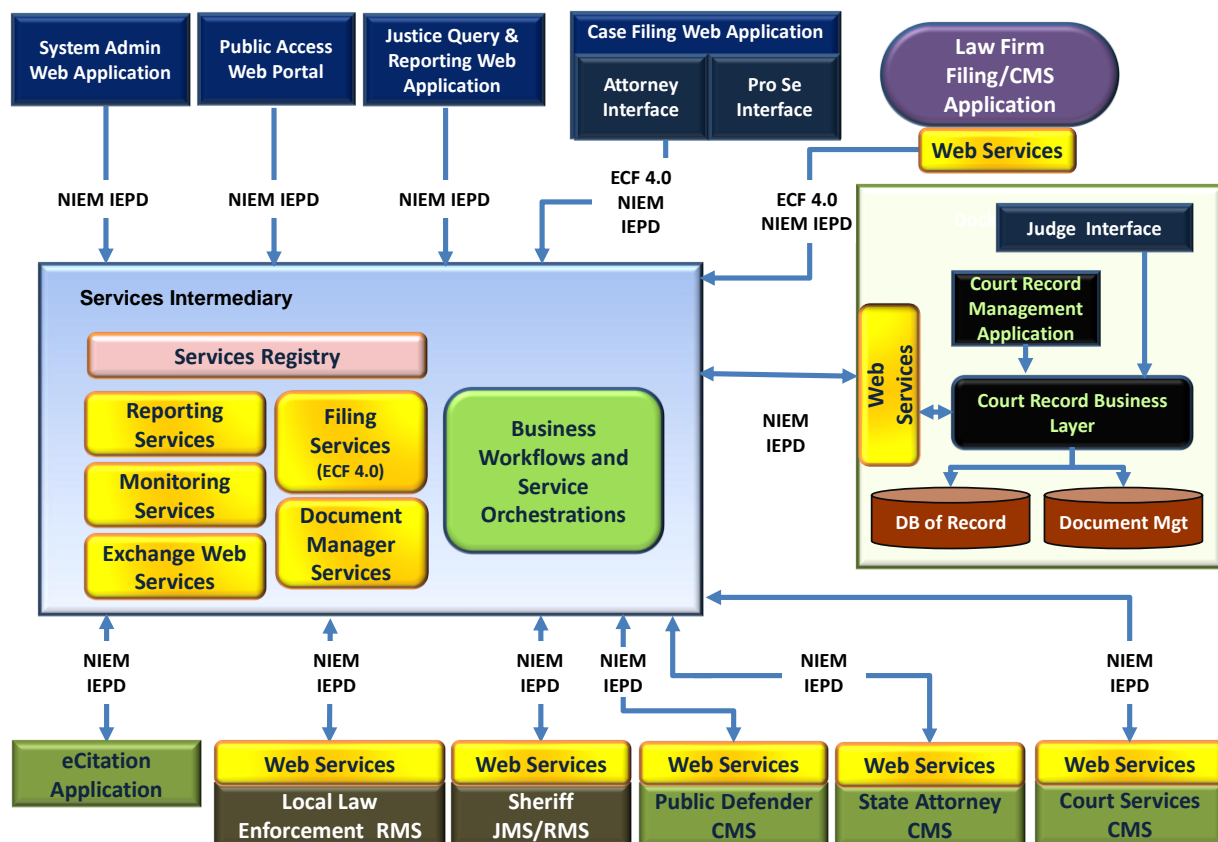 System Admin
Web Application
Public Access
Web Portal
Justice Query &
Reporting Web
Application
Case Filing Web Application
Attorney
Interface
Pro Se
Interface
Law Firm
Filing/CMS
Application
Web Services
NIEM IEPD
NIEM IEPD
NIEM IEPD
ECF 4.0
NIEM
IEPD
ECF 4.0
NIEM IEPD
Judge Interface
Court Record
Management
Application
Web
Services
Court Record Business
Layer
DB of Record
Document Mgt
NIEM
IEPD
Services Intermediary
Services Registry
Reporting
Services
Filing
Services
(ECF 4.0)
Monitoring
Services
Document
Manager
Services
Exchange Web
Services
Business
Workflows and
Service
Orchestrations
NIEM
IEPD
NIEM
IEPD
NIEM
IEPD
NIEM
IEPD
NIEM
IEPD
NIEM
IEPD
eCitation
Application
Web Services
Local Law
Enforcement RMS
Web Services
Sheriff
JMS/RMS
Web Services
Public Defender
CMS
Web Services
State Attorney
CMS
Web Services
Court Services
CMS